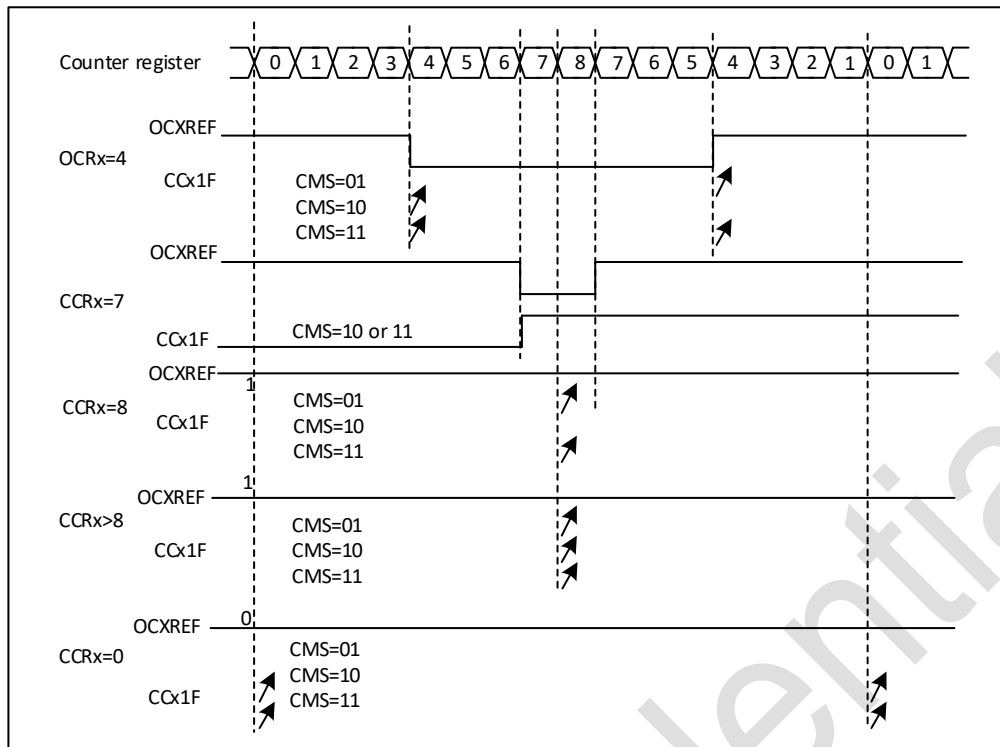 Counter register 0 1 2 3 4 5 6 7 8 7 6 5 4 3 2 1 0 1
OCXREF
OCRx=4
CCx1F
CMS=01
CMS=10
CMS=11
OCXREF
CCRx=7
CCx1F
CMS=10 or 11
OCXREF
1
CCRx=8
CCx1F
CMS=01
CMS=10
CMS=11
OCXREF
1
CCRx>8
CCx1F
CMS=01
CMS=10
CMS=11
OCXREF
0
CCRx=0
CCx1F
CMS=01
CMS=10
CMS=11